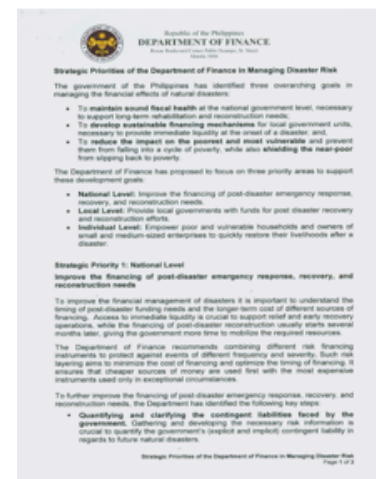 Republic of the Philippines
DEPARTMENT OF FINANCE
Roxas Boulevard Corner Pablo Ocampo, Sr. Street
Manila 1004
Strategic Priorities of the Department of Finance in Managing Disaster Risk
The government of the Philippines has identified three overarching goals in
managing the financial effects of natural disasters:
• To maintain sound fiscal health at the national government level, necessary
to support long-term rehabilitation and reconstruction needs;
• To develop sustainable financing mechanisms for local government units,
necessary to provide immediate liquidity at the onset of a disaster; and,
• To reduce the impact on the poorest and most vulnerable and prevent
them from falling into a cycle of poverty, while also shielding the near-poor
from slipping back to poverty.
The Department of Finance has proposed to focus on three priority areas to support
these development goals:
• National Level: Improve the financing of post-disaster emergency response,
recovery, and reconstruction needs.
• Local Level: Provide local governments with funds for post disaster recovery
and reconstruction efforts.
• Individual Level: Empower poor and vulnerable households and owners of
small and medium-sized enterprises to quickly restore their livelihoods after a
disaster.
Strategic Priority 1: National Level
Improve the financing of post-disaster emergency response, recovery, and
reconstruction needs
To improve the financial management of disasters it is important to understand the
timing of post-disaster funding needs and the longer-term cost of different sources of
financing. Access to immediate liquidity is crucial to support relief and early recovery
operations, while the financing of post-disaster reconstruction usually starts several
months later, giving the government more time to mobilize the required resources.
The Department of Finance recommends combining different risk financing
instruments to protect against events of different frequency and severity. Such risk
layering aims to minimize the cost of financing and optimize the timing of financing. It
ensures that cheaper sources of money are used first with the most expensive
instruments used only in exceptional circumstances.
To further improve the financing of post-disaster emergency response, recovery, and
reconstruction needs, the Department has identified the following key steps:
• Quantifying and clarifying the contingent liabilities faced by the
government. Gathering and developing the necessary risk information is
crucial to quantify the government's (explicit and implicit) contingent liability in
regards to future natural disasters.
Strategic Priorities of the Department of Finance in Managing Disaster Risk
Page 1 of 3